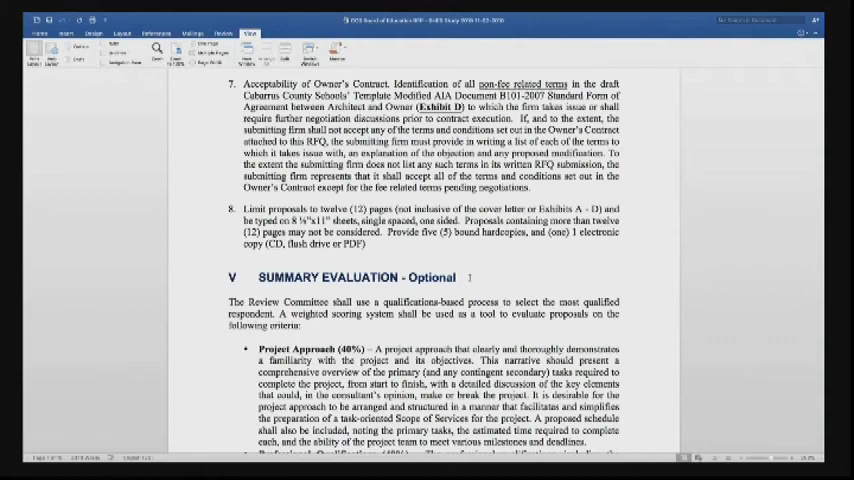 Home Insert Design Layout References Mailings Review View
7. Acceptability of Owner's Contract. Identification of all non-fee related terms in the draft
Cabarrus County Schools' Template Modified AIA Document B101-2007 Standard Form of
Agreement between Architect and Owner (Exhibit D) to which the firm takes issue or shall
require further negotiation discussions prior to contract execution. If, and to the extent, the
submitting firm shall not accept any of the terms and conditions set out in the Owner's Contract
attached to this RFQ, the submitting firm must provide in writing a list of each of the terms to
which it takes issue with, an explanation of the objection and any proposed modification. To
the extent the submitting firm does not list any such terms in its written RFQ submission, the
submitting firm represents that it shall accept all of the terms and conditions set out in the
Owner's Contract except for the fee related terms pending negotiations.
8. Limit proposals to twelve (12) pages (not inclusive of the cover letter or Exhibits A - D) and
be typed on 8 ½"x11" sheets, single spaced, one sided. Proposals containing more than twelve
(12) pages may not be considered. Provide five (5) bound hardcopies, and (one) 1 electronic
copy (CD, flush drive or PDF)
V SUMMARY EVALUATION - Optional
The Review Committee shall use a qualifications-based process to select the most qualified
respondent. A weighted scoring system shall be used as a tool to evaluate proposals on the
following criteria:
• Project Approach (40%) – A project approach that clearly and thoroughly demonstrates
a familiarity with the project and its objectives. This narrative should present a
comprehensive overview of the primary (and any contingent secondary) tasks required to
complete the project, from start to finish, with a detailed discussion of the key elements
that could, in the consultant's opinion, make or break the project. It is desirable for the
project approach to be arranged and structured in a manner that facilitates and simplifies
the preparation of a task-oriented Scope of Services for the project. A proposed schedule
shall also be included, noting the primary tasks, the estimated time required to complete
each, and the ability of the project team to meet various milestones and deadlines.